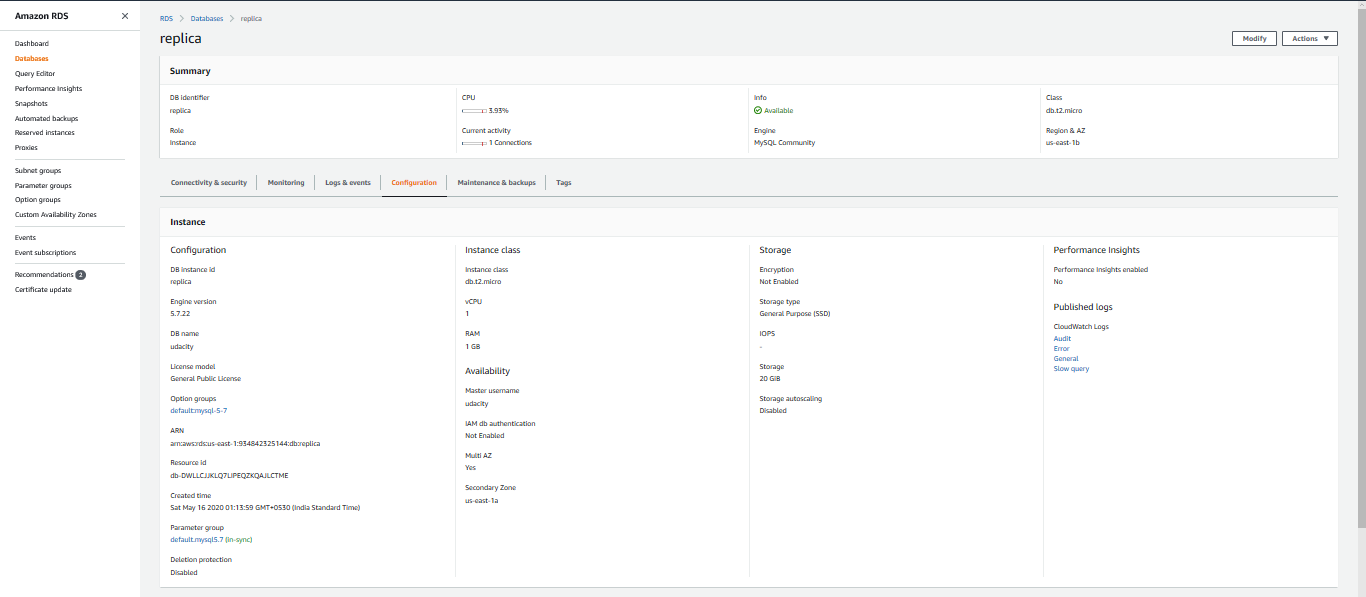 Amazon RDS
Dashboard
Databases
Query Editor
Performance Insights
Snapshots
Automated backups
Reserved instances
Proxies
Subnet groups
Parameter groups
Option groups
Custom Availability Zones
Events
Event subscriptions
Recommendations 2
Certificate update
RDS > Databases > replica
replica
Modify
Actions ▼
Summary
DB identifier
replica
Role
Instance
CPU
3.93%
Current activity
1 Connections
Info
Available
Engine
MySQL Community
Class
db.t2.micro
Region & AZ
us-east-1b
Connectivity & security
Monitoring
Logs & events
Configuration
Maintenance & backups
Tags
Instance
Configuration
DB instance id
replica
Engine version
5.7.22
DB name
udacity
License model
General Public License
Option groups
default:mysql-5-7
ARN
arn:aws:rds:us-east-1:934842325144:db:replica
Resource id
db-DWLLCJJKLQ7LIPEQZKQAJLCTME
Created time
Sat May 16 2020 01:13:59 GMT+0530 (India Standard Time)
Parameter group
default.mysql5.7 (in-sync)
Deletion protection
Disabled
Instance class
Instance class
db.t2.micro
vCPU
1
RAM
1 GB
Availability
Master username
udacity
IAM db authentication
Not Enabled
Multi AZ
Yes
Secondary Zone
us-east-1a
Storage
Encryption
Not Enabled
Storage type
General Purpose (SSD)
IOPS
-
Storage
20 GiB
Storage autoscaling
Disabled
Performance Insights
Performance Insights enabled
No
Published logs
CloudWatch Logs
Audit
Error
General
Slow query